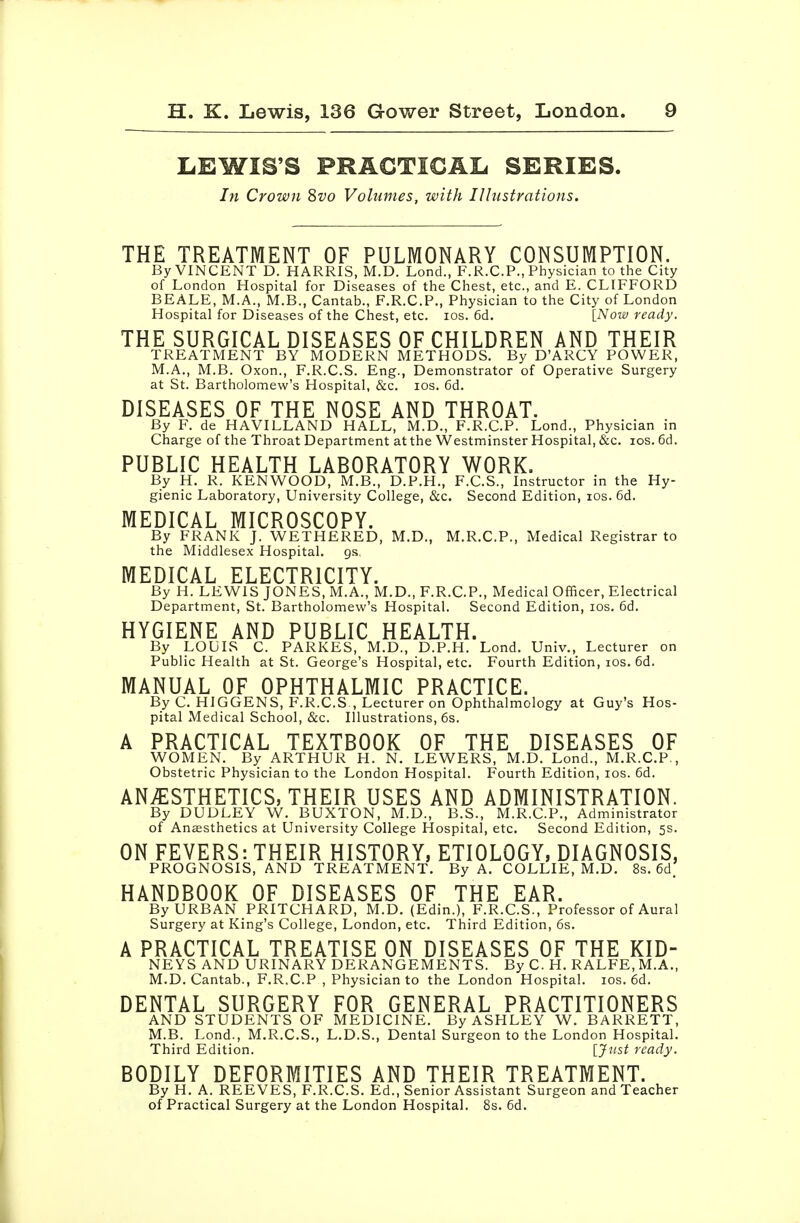 H. K. Lewis, 136 Gower Street, London. 9
LEWIS'S PRACTICAL SERIES.
In Crown 8vo Volumes, with Illustrations.
THE TREATMENT OF PULMONARY CONSUMPTION.
By VINCENT D. HARRIS, M.D. Lond., F.R.C.P., Physician to the City
of London Hospital for Diseases of the Chest, etc., and E. CLIFFORD
BEALE, M.A., M.B., Cantab., F.R.C.P., Physician to the City of London
Hospital for Diseases of the Chest, etc. 10s. 6d. [Now ready.
THE SURGICAL DISEASES OF CHILDREN AND THEIR
TREATMENT BY MODERN METHODS. By D'ARCY POWER,
M.A., M.B. Oxon., F.R.C.S. Eng., Demonstrator of Operative Surgery
at St. Bartholomew's Hospital, &c. 10s. 6d.
DISEASES OF THE NOSE AND THROAT.
By F. de HAVILLAND HALL, M.D., F.R.C.P. Lond., Physician in
Charge of the Throat Department at the Westminster Hospital, &c. 10s. 6d.
PUBLIC HEALTH LABORATORY WORK.
By H. R. KENWOOD, M.B., D.P.H., F.C.S., Instructor in the Hy-
gienic Laboratory, University College, &c. Second Edition, 10s. 6d.
MEDICAL MICROSCOPY.
By FRANK J. WETHERED, M.D., M.R.C.P., Medical Registrar to
the Middlesex Hospital. 9s.
MEDICAL ELECTRICITY.
By H. LEWIS JONES, M.A., M.D., F.R.C.P., Medical Officer, Electrical
Department, St. Bartholomew's Hospital. Second Edition, 10s. 6d.
HYGIENE AND PUBLIC HEALTH.
By LOUIS C. PARKES, M.D., D.P.H. Lond. Univ., Lecturer on
Public Health at St. George's Hospital, etc. Fourth Edition, 10s. 6d.
MANUAL OF OPHTHALMIC PRACTICE.
By C. HIGGENS, F.R.C.S , Lecturer on Ophthalmology at Guy's Hos-
pital Medical School, &c. Illustrations, 6s.
A PRACTICAL TEXTBOOK OF THE DISEASES OF
WOMEN. By ARTHUR H. N. LEWERS, M.D. Lond., M.R.C.P.,
Obstetric Physician to the London Hospital. Fourth Edition, 10s. 6d.
ANÆSTHETICS, THEIR USES AND ADMINISTRATION.
By DUDLEY W. BUXTON, M.D., B.S., M.R.C.P., Administrator
of Anæsthetics at University College Hospital, etc. Second Edition, 5s.
ON FEVERS: THEIR HISTORY, ETIOLOGY, DIAGNOSIS,
PROGNOSIS, AND TREATMENT. By A. COLLIE, M.D. 8s. 6d.
HANDBOOK OF DISEASES OF THE EAR.
By URBAN PRITCHARD, M.D. (Edin.), F.R.C.S., Professor of Aural
Surgery at King's College, London, etc. Third Edition, 6s.
A PRACTICAL TREATISE ON DISEASES OF THE KID-
NEYS AND URINARY DERANGEMENTS. By C. H. RALFE, M.A.,
M.D. Cantab., F.R.C.P , Physician to the London Hospital. 10s. 6d.
DENTAL SURGERY FOR GENERAL PRACTITIONERS
AND STUDENTS OF MEDICINE. By ASHLEY W. BARRETT,
M.B. Lond., M.R.C.S., L.D.S., Dental Surgeon to the London Hospital.
Third Edition. [Just ready.
BODILY DEFORMITIES AND THEIR TREATMENT.
By H. A. REEVES, F.R.C.S. Ed., Senior Assistant Surgeon and Teacher
of Practical Surgery at the London Hospital. 8s. 6d.